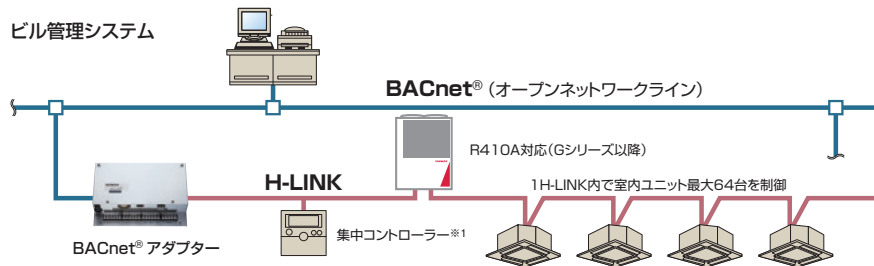 ビル管理システム
BACnet® (オープンネットワークライン)
R410A対応(Gシリーズ以降)
H-LINK
1H-LINK内で室内ユニット最大64台を制御
集中コントローラー※1
BACnet® アダプター